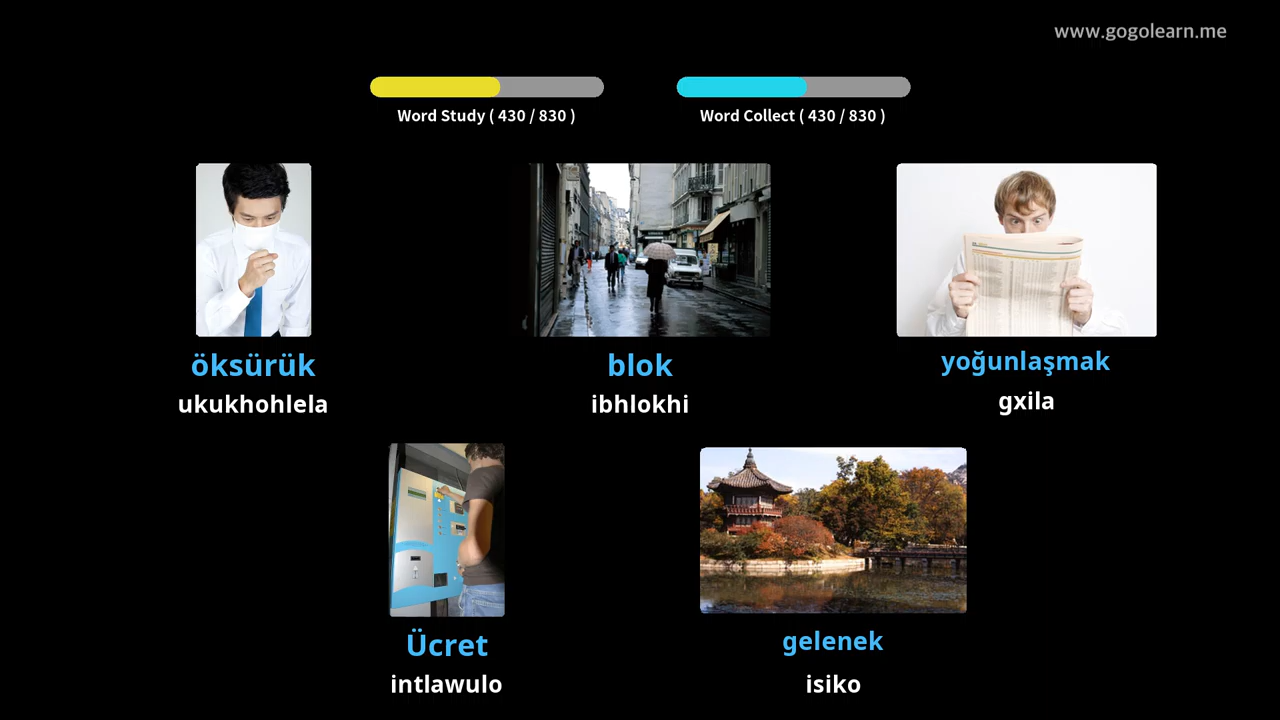 www.gogolearn.me
Word Study ( 430 / 830 )
Word Collect ( 430 / 830 )
öksürük
ukukhohlela
blok
ibhlokhi
yoğunlaşmak
gxila
Ücret
intlawulo
gelenek
isiko